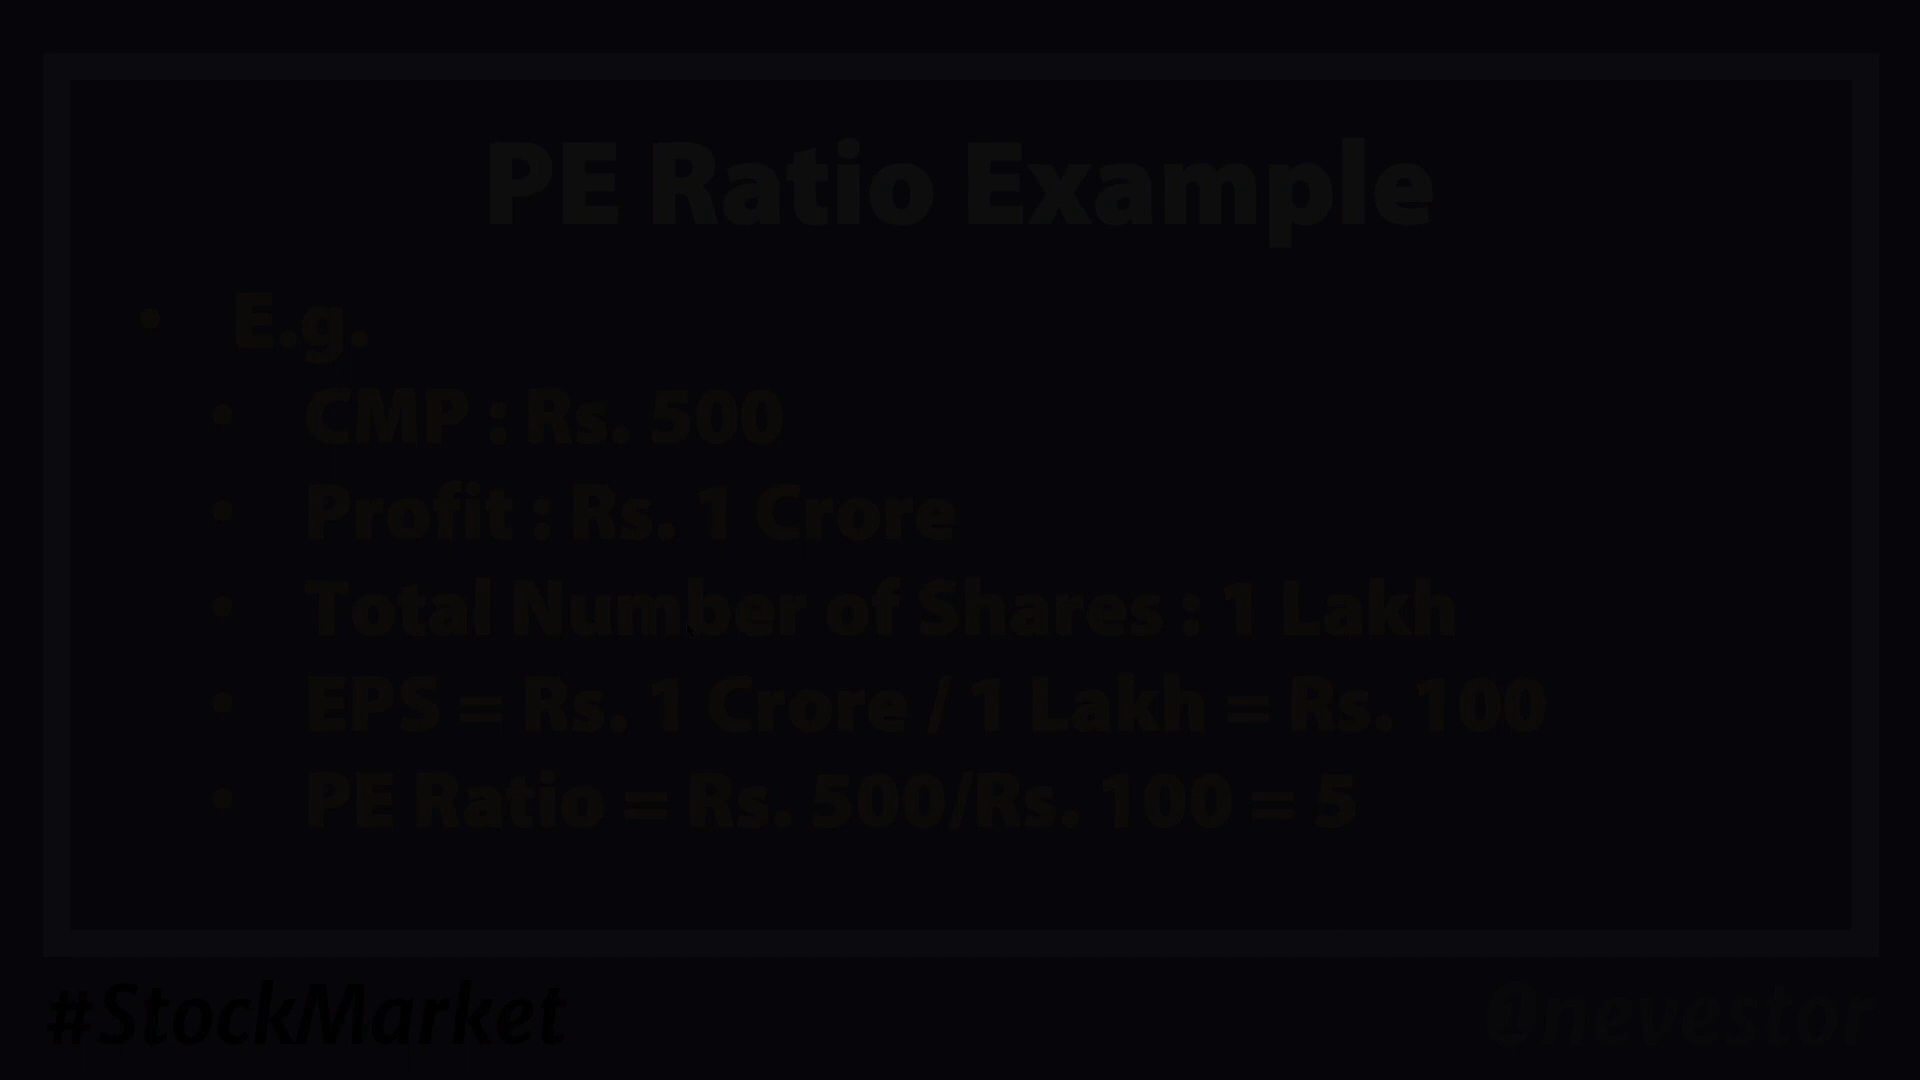 PE Ratio Example
• E.g.
• CMP : Rs. 500
• Profit : Rs. 1 Crore
• Total Number of Shares : 1 Lakh
• EPS = Rs. 1 Crore / 1 Lakh = Rs. 100
• PE Ratio = Rs. 500/Rs. 100 = 5
#StockMarket
Onevestor